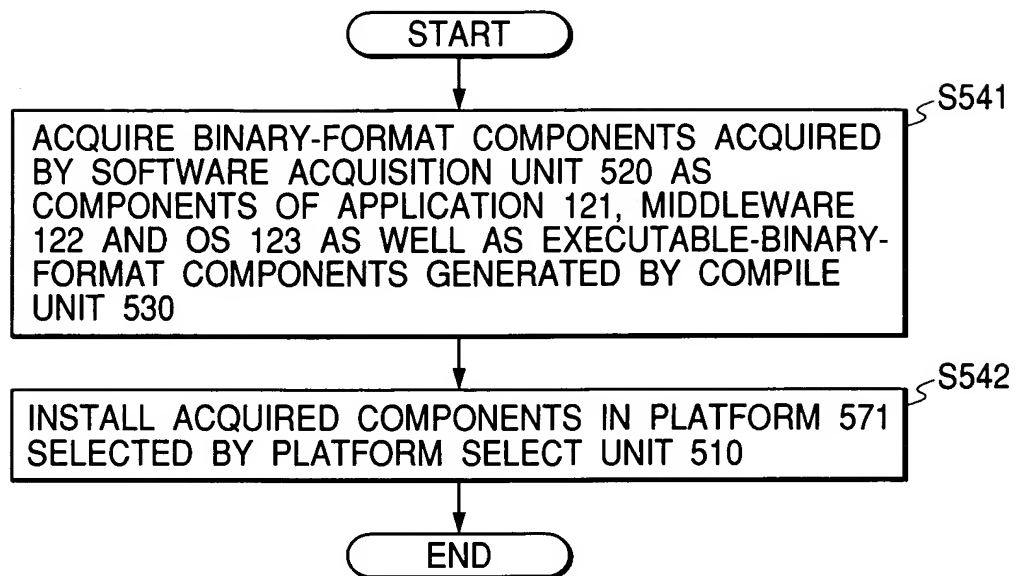 START
S541
ACQUIRE BINARY-FORMAT COMPONENTS ACQUIRED
BY SOFTWARE ACQUISITION UNIT 520 AS
COMPONENTS OF APPLICATION 121, MIDDLEWARE
122 AND OS 123 AS WELL AS EXECUTABLE-BINARY-
FORMAT COMPONENTS GENERATED BY COMPILE
UNIT 530
S542
INSTALL ACQUIRED COMPONENTS IN PLATFORM 571
SELECTED BY PLATFORM SELECT UNIT 510
END